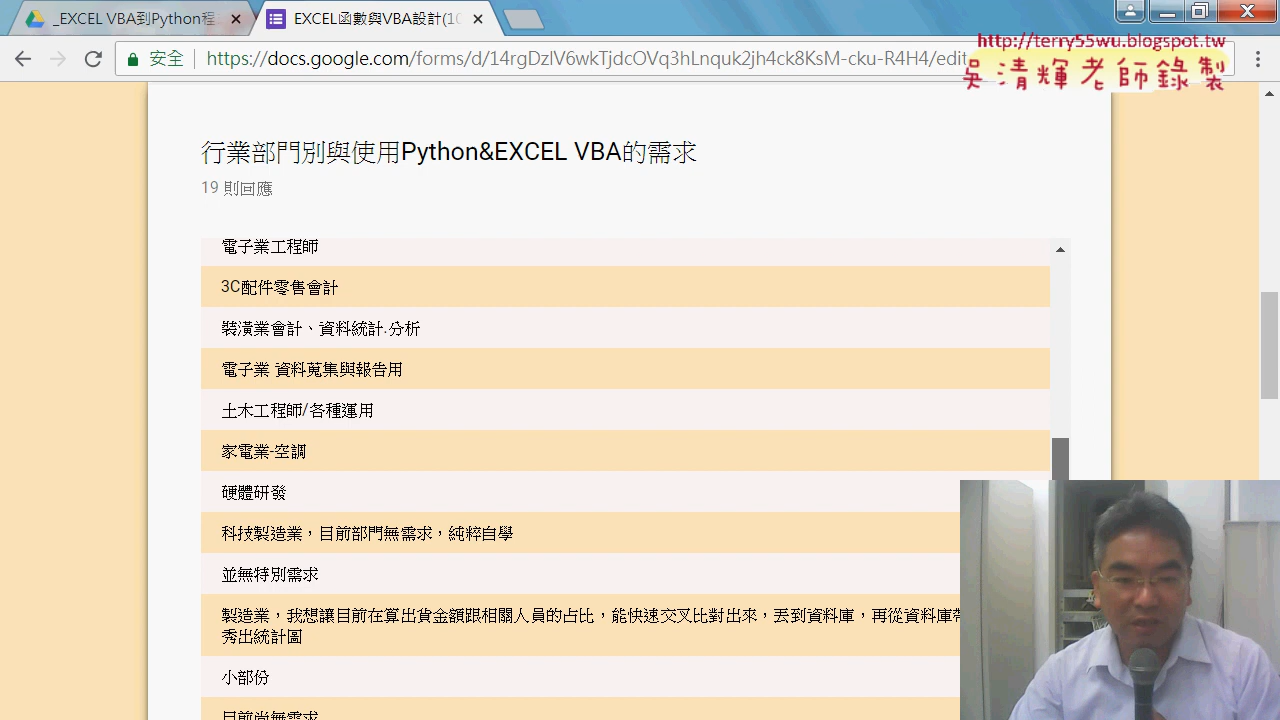 _EXCEL VBA到Python程
EXCEL函數與VBA設計(10
安全
https://docs.google.com/forms/d/14rgDzIV6wkTjdcOVq3hLnquk2jh4ck8KsM-cku-R4H4/edit
http://terry55wu.blogspot.tw
吳清輝老師錄製
行業部門別與使用Python&EXCEL VBA的需求
19 則回應
電子業工程師
3C配件零售會計
裝潢業會計、資料統計.分析
電子業 資料蒐集與報告用
土木工程師/各種運用
家電業-空調
硬體研發
科技製造業，目前部門無需求，純粹自學
並無特別需求
製造業，我想讓目前在算出貨金額跟相關人員的占比，能快速交叉比對出來，丟到資料庫，再從資料庫帶
秀出統計圖
小部份
目前尚無需求